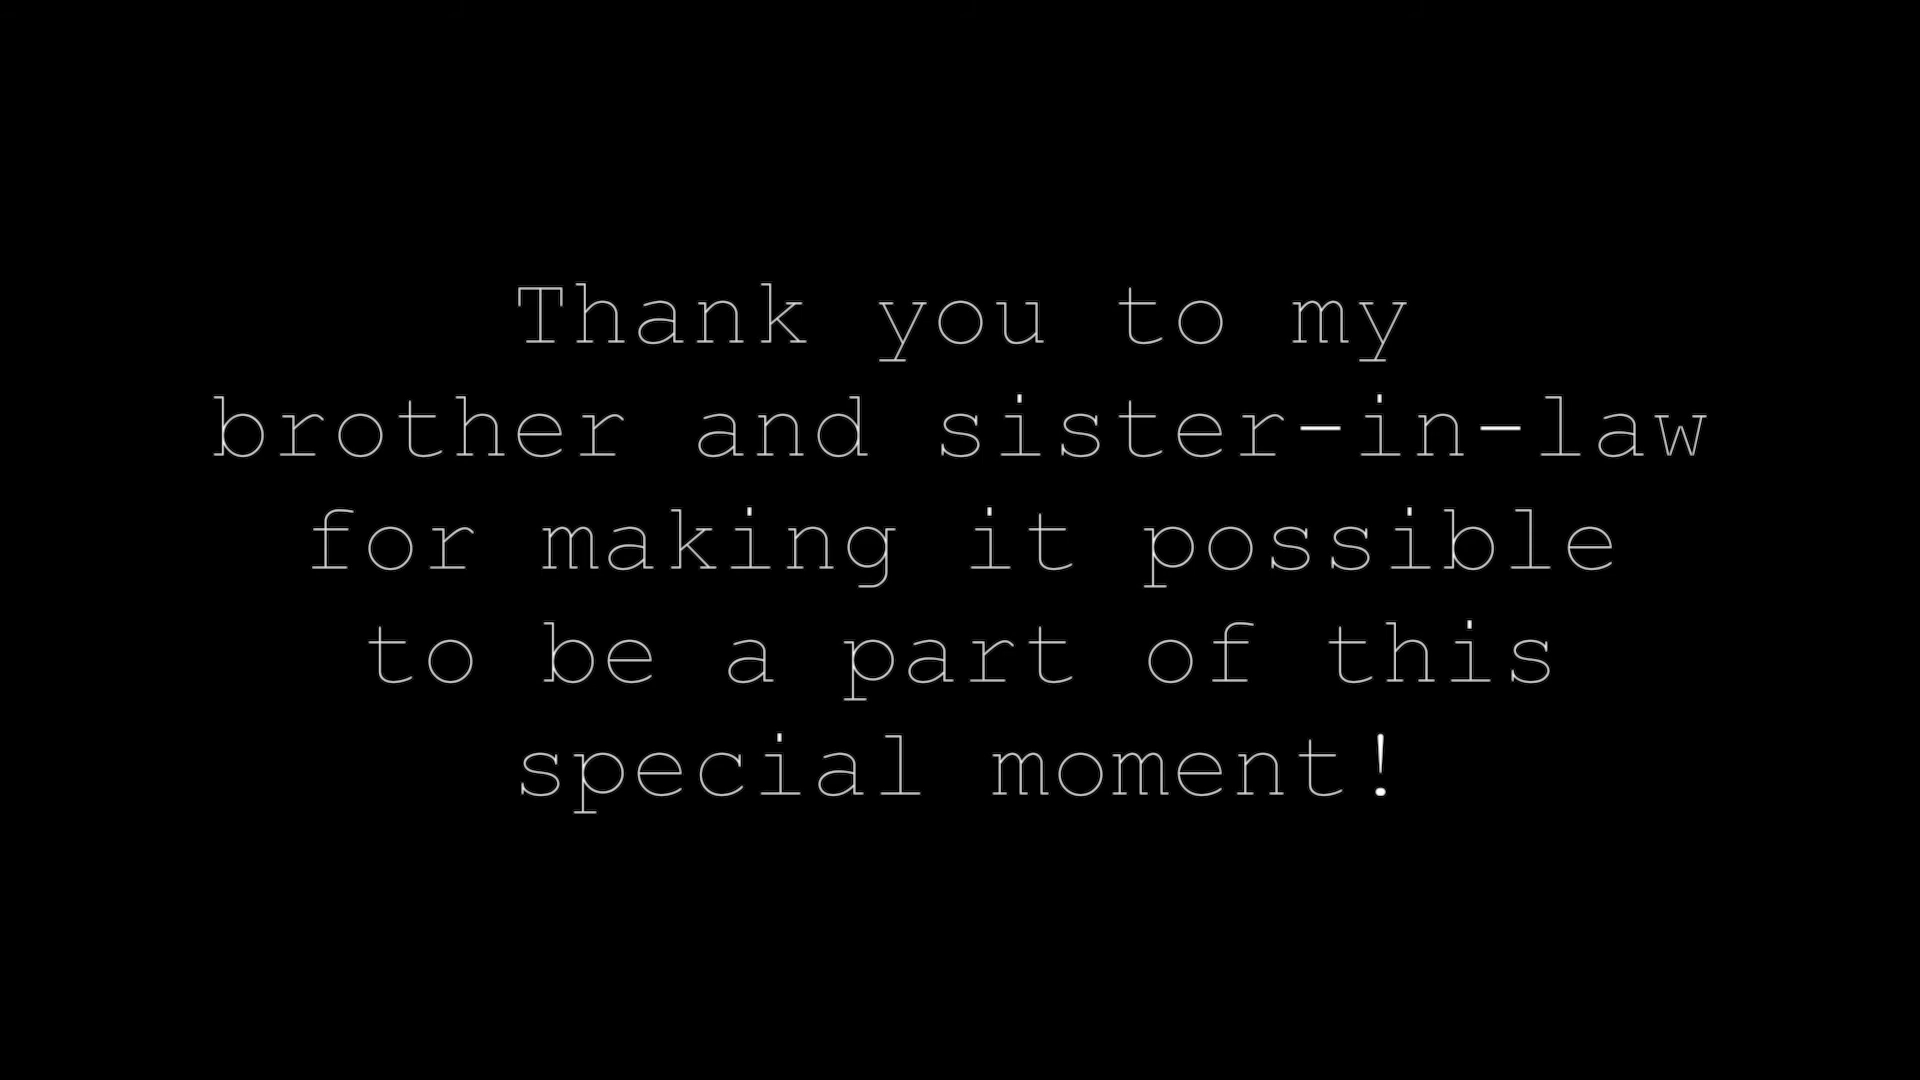 Thank you to my
brother and sister-in-law
for making it possible
to be a part of this
special moment!